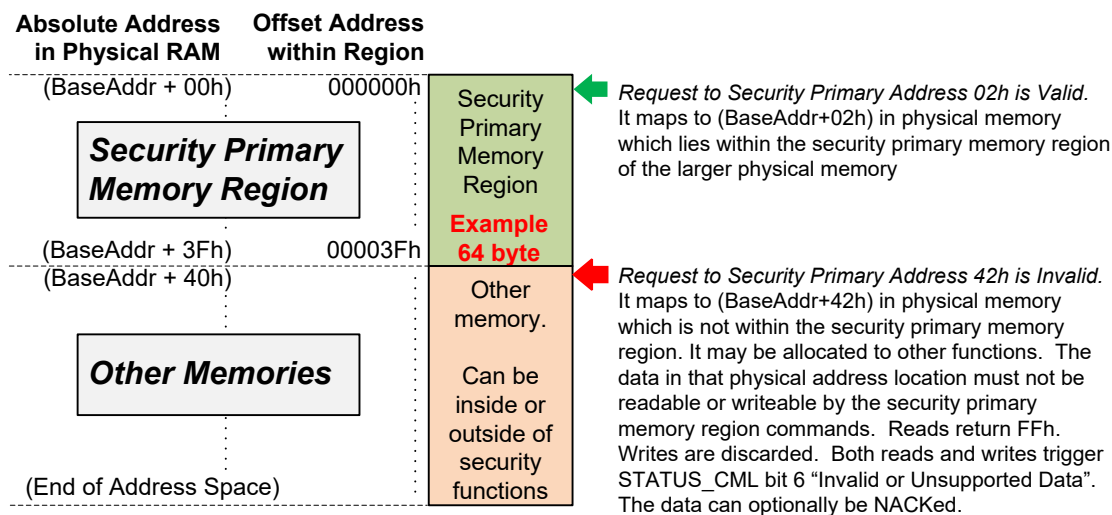 Absolute Address
in Physical RAM
Offset Address
within Region
(BaseAddr + 00h)
000000h
Security Primary
Memory Region
(BaseAddr + 3Fh)
00003Fh
(BaseAddr + 40h)
Other Memories
(End of Address Space)
Security
Primary
Memory
Region
Example
64 byte
Other
memory.
Can be
inside or
outside of
security
functions
Request to Security Primary Address 02h is Valid.
It maps to (BaseAddr+02h) in physical memory
which lies within the security primary memory region
of the larger physical memory
Request to Security Primary Address 42h is Invalid.
It maps to (BaseAddr+42h) in physical memory
which is not within the security primary memory
region. It may be allocated to other functions.  The
data in that physical address location must not be
readable or writeable by the security primary
memory region commands.  Reads return FFh.
Writes are discarded.  Both reads and writes trigger
STATUS_CML bit 6 “Invalid or Unsupported Data”.
The data can optionally be NACKed.